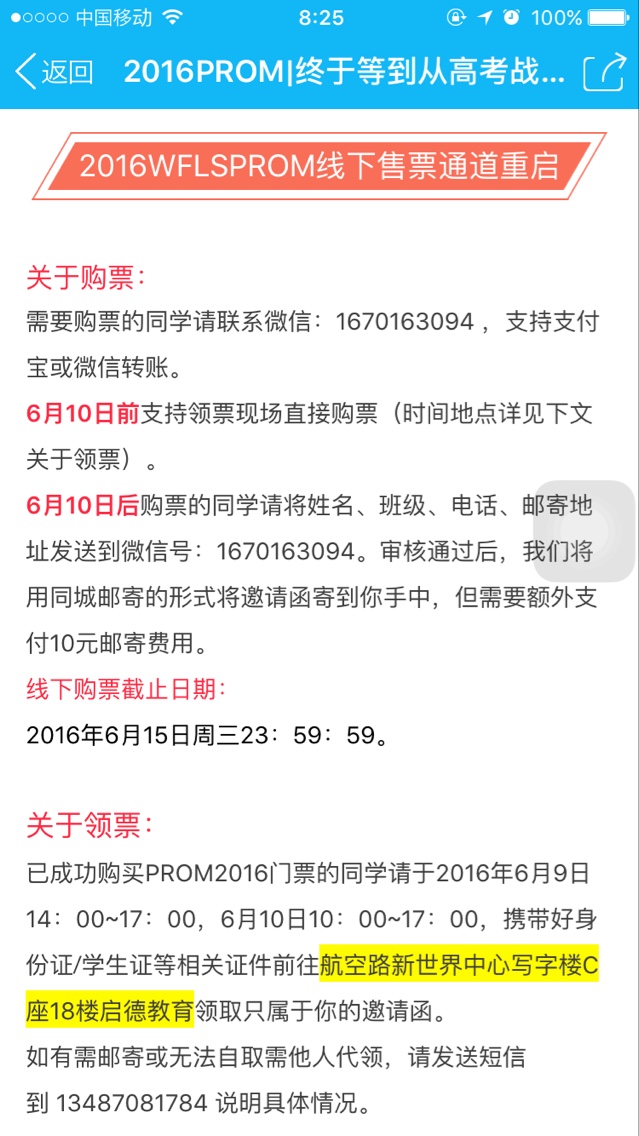 中国移动 8:25 100%
返回 2016PROM|终于等到从高考战...
2016WFLSPROM线下售票通道重启
关于购票：
需要购票的同学请联系微信：1670163094 ，支持支付
宝或微信转账。
6月10日前支持领票现场直接购票（时间地点详见下文
关于领票）。
6月10日后购票的同学请将姓名、班级、电话、邮寄地
址发送到微信号：1670163094。审核通过后，我们将
用同城邮寄的形式将邀请函寄到你手中，但需要额外支
付10元邮寄费用。
线下购票截止日期：
2016年6月15日周三23：59：59。
关于领票：
已成功购买PROM2016门票的同学请于2016年6月9日
14：00~17：00，6月10日10：00~17：00，携带好身
份证/学生证等相关证件前往航空路新世界中心写字楼C
座18楼启德教育领取只属于你的邀请函。
如有需邮寄或无法自取需他人代领，请发送短信
到 13487081784 说明具体情况。